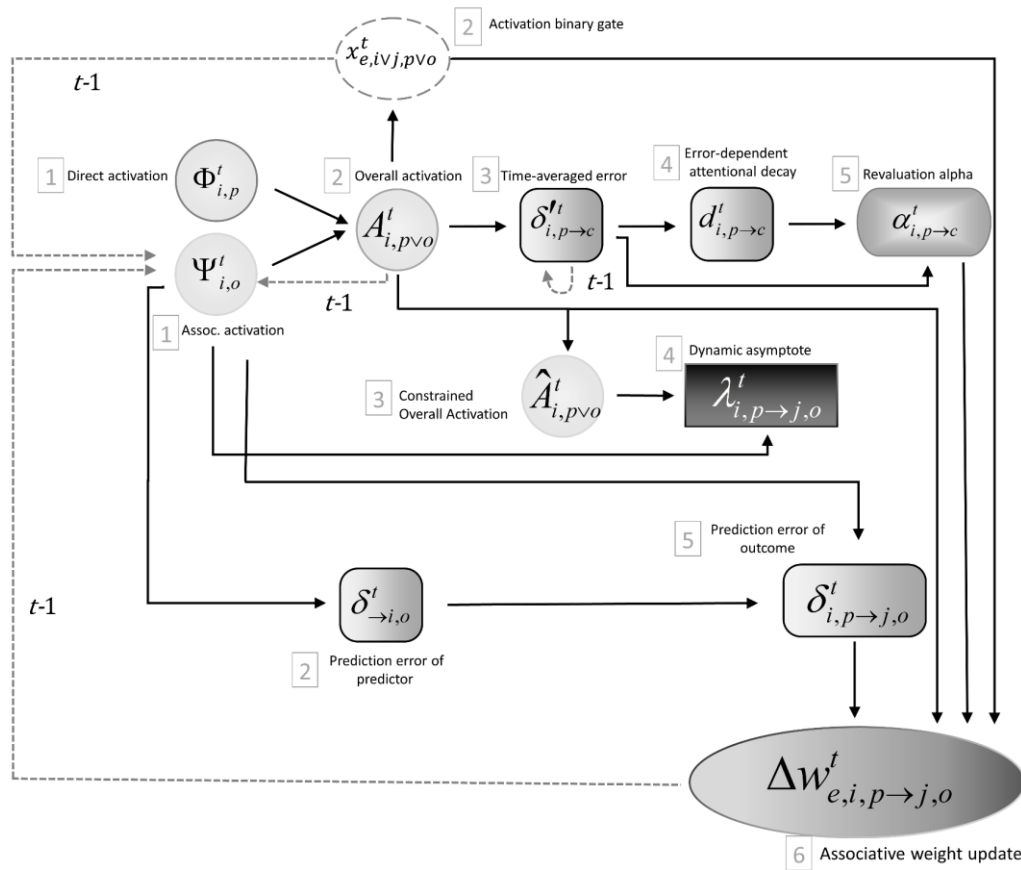 2 Activation binary gate
x^t_{e,i∨j,p∨o}
t-1
1 Direct activation
Φ^t_{i,p}
2 Overall activation
A^t_{i,p∨o}
3 Time-averaged error
δ'^t_{i,p→c}
4 Error-dependent
attentional decay
d^t_{i,p→c}
5 Revaluation alpha
α^t_{i,p→c}
Ψ^t_{i,o}
t-1
t-1
1 Assoc. activation
3 Constrained
Overall Activation
Â^t_{i,p∨o}
4 Dynamic asymptote
λ^t_{i,p→j,o}
5 Prediction error of
outcome
t-1
δ^t_{→i,o}
δ^t_{i,p→j,o}
2 Prediction error of
predictor
Δw^t_{e,i,p→j,o}
6 Associative weight update